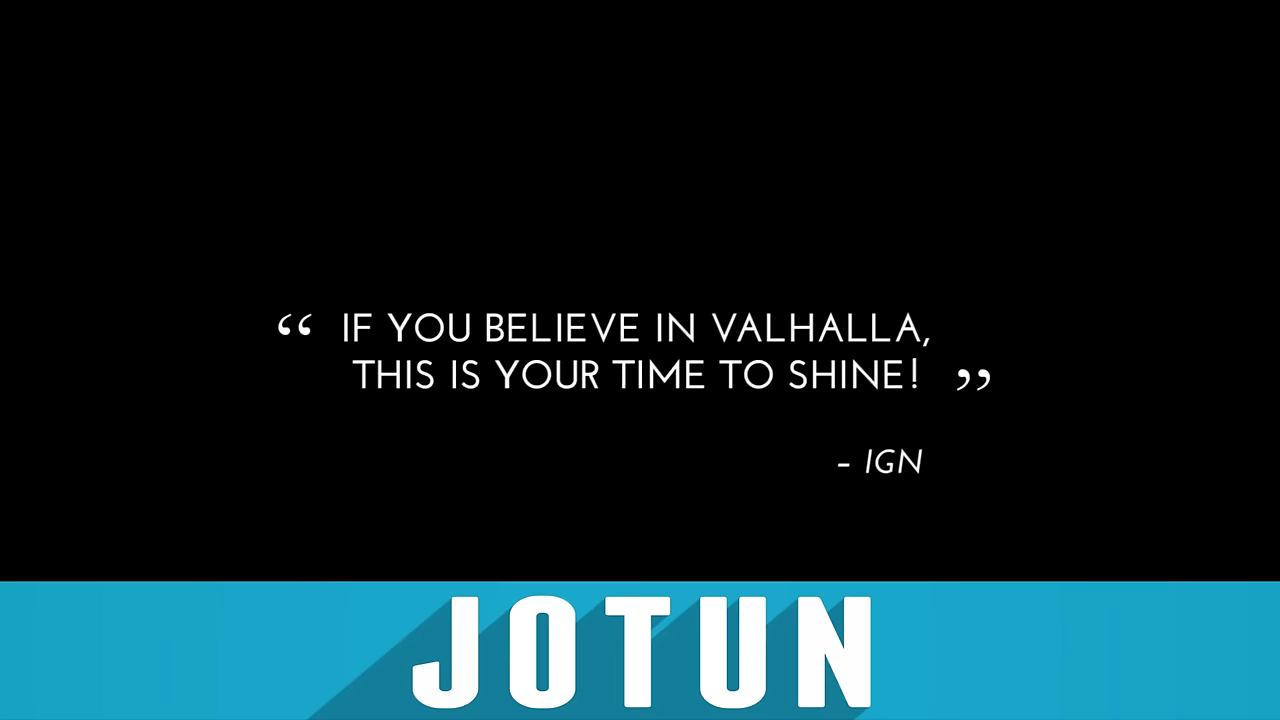 “ IF YOU BELIEVE IN VALHALLA,
THIS IS YOUR TIME TO SHINE! ”
– IGN
JOTUN